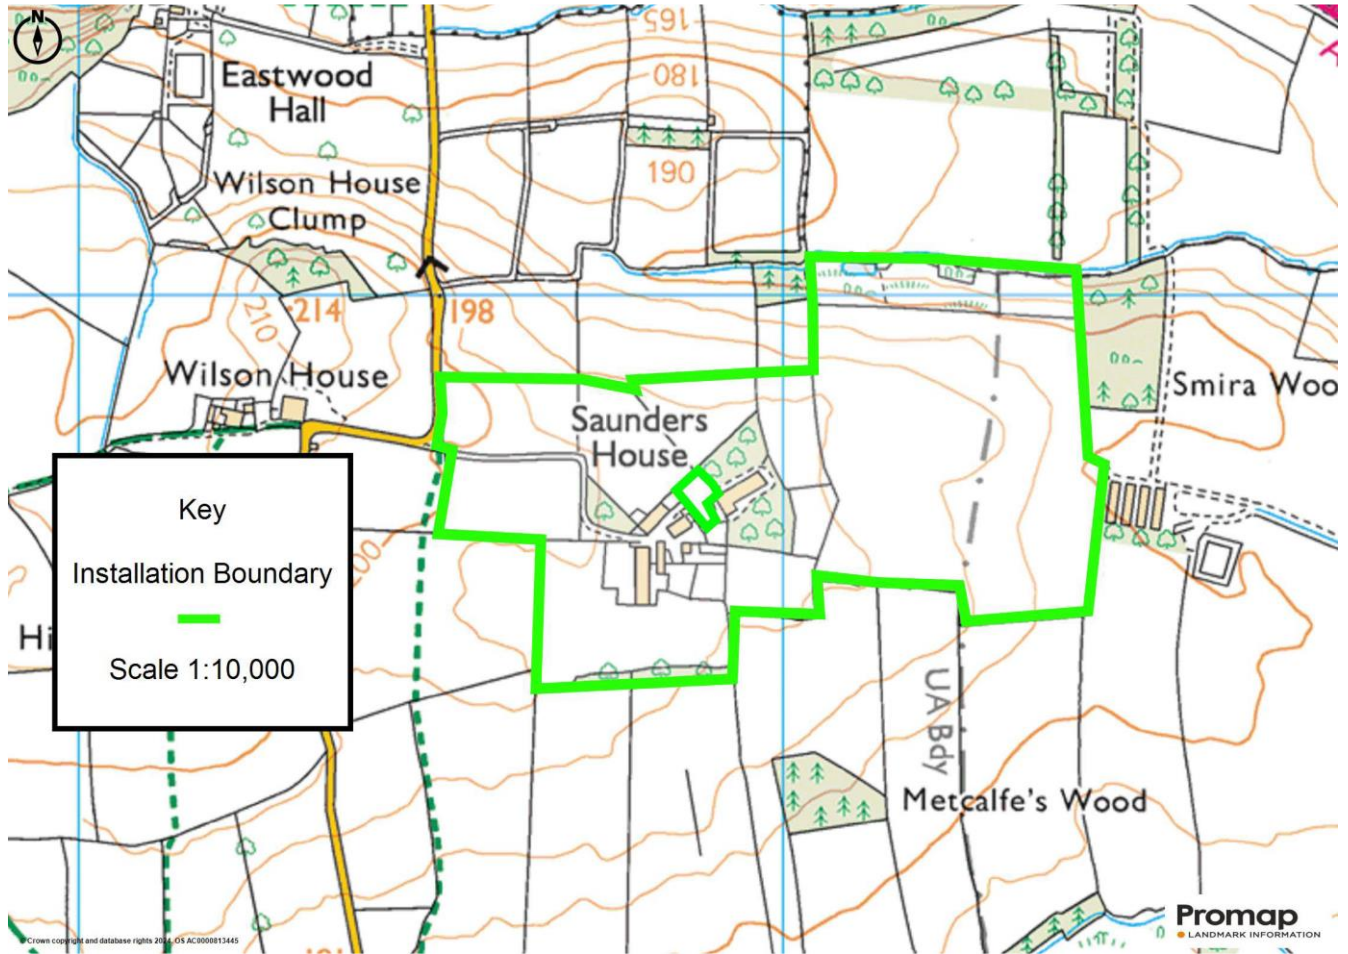 N
165
180
Eastwood
Hall
Wilson House
Clump
190
214
210
198
Wilson House
Smira Woo
Saunders
House
Key
Installation Boundary
Scale 1:10,000
200
Hi
UA Bdy
Metcalfe's Wood
Promap
LANDMARK INFORMATION